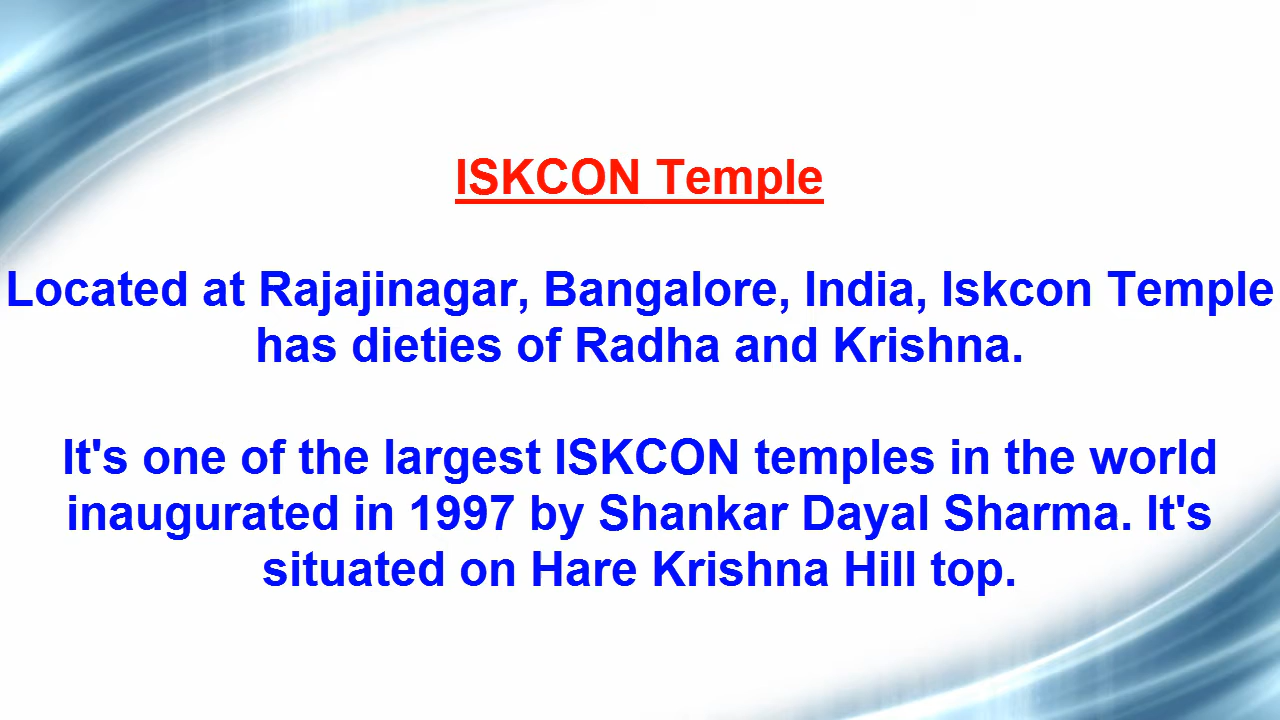 ISKCON Temple
Located at Rajajinagar, Bangalore, India, Iskcon Temple
has dieties of Radha and Krishna.
It's one of the largest ISKCON temples in the world
inaugurated in 1997 by Shankar Dayal Sharma. It's
situated on Hare Krishna Hill top.